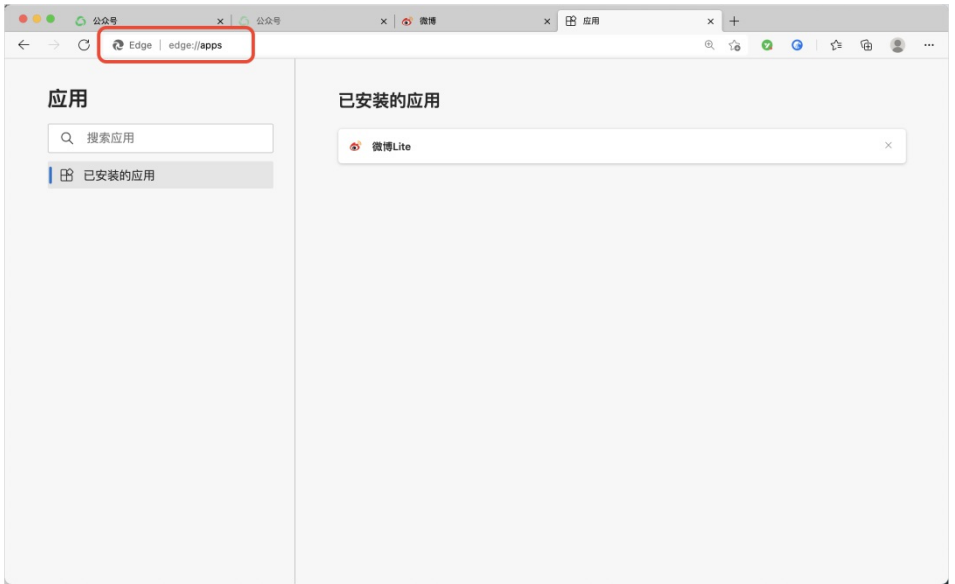 公众号
公众号
微博
应用
Edge | edge://apps
应用
搜索应用
已安装的应用
已安装的应用
微博Lite